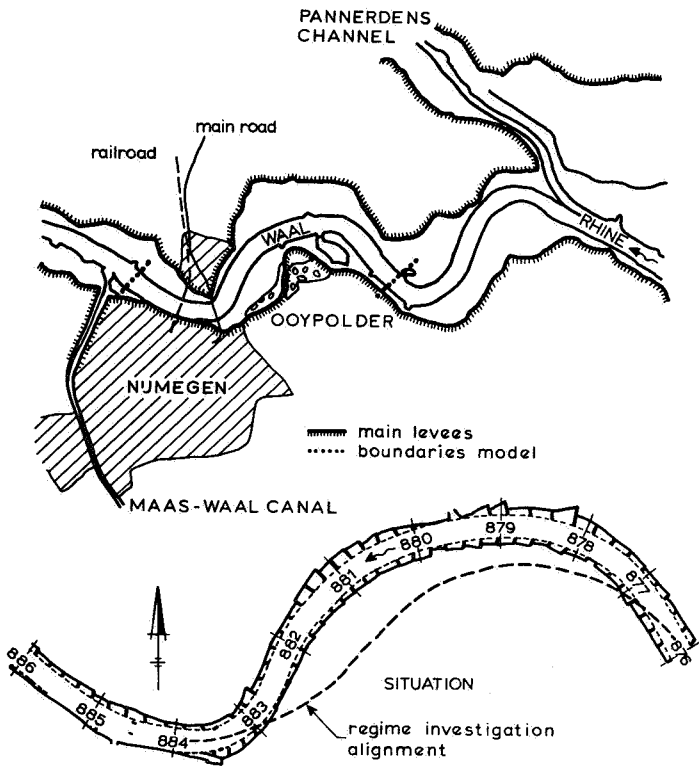 PANNERDENS
CHANNEL
main road
railroad
WAAL
RHINE
OOYPOLDER
NIJMEGEN
main levees
boundaries model
MAAS-WAAL CANAL
879
880
878
881
877
882
876
886
SITUATION
883
885
884
regime investigation
alignment